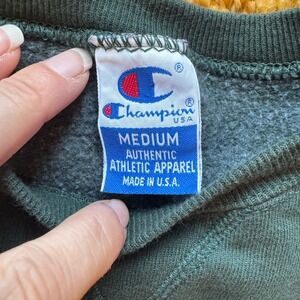 ®
Champion®
USA
MEDIUM
AUTHENTIC
ATHLETIC APPAREL
MADE IN U.S.A.